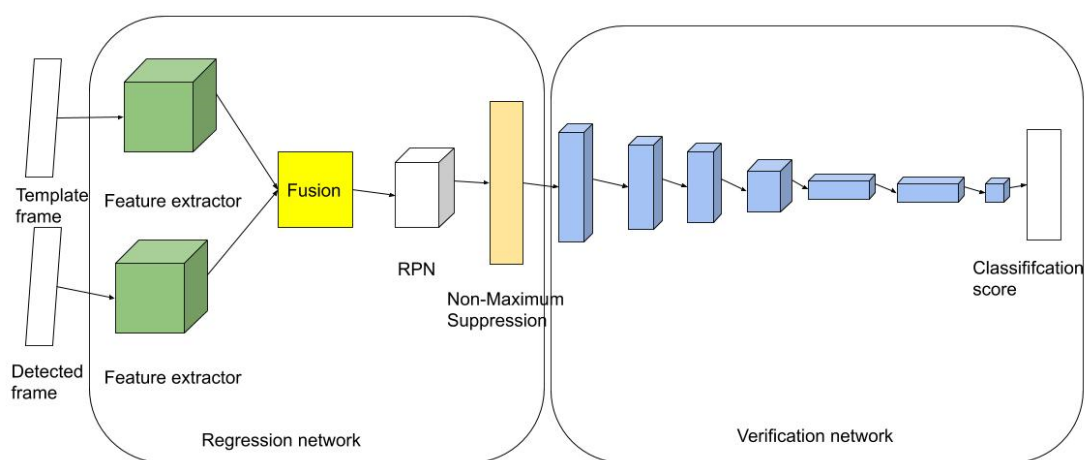 Template
frame
Feature extractor
Fusion
RPN
Non-Maximum
Suppression
Detected
frame
Feature extractor
Regression network
Classififcation
score
Verification network